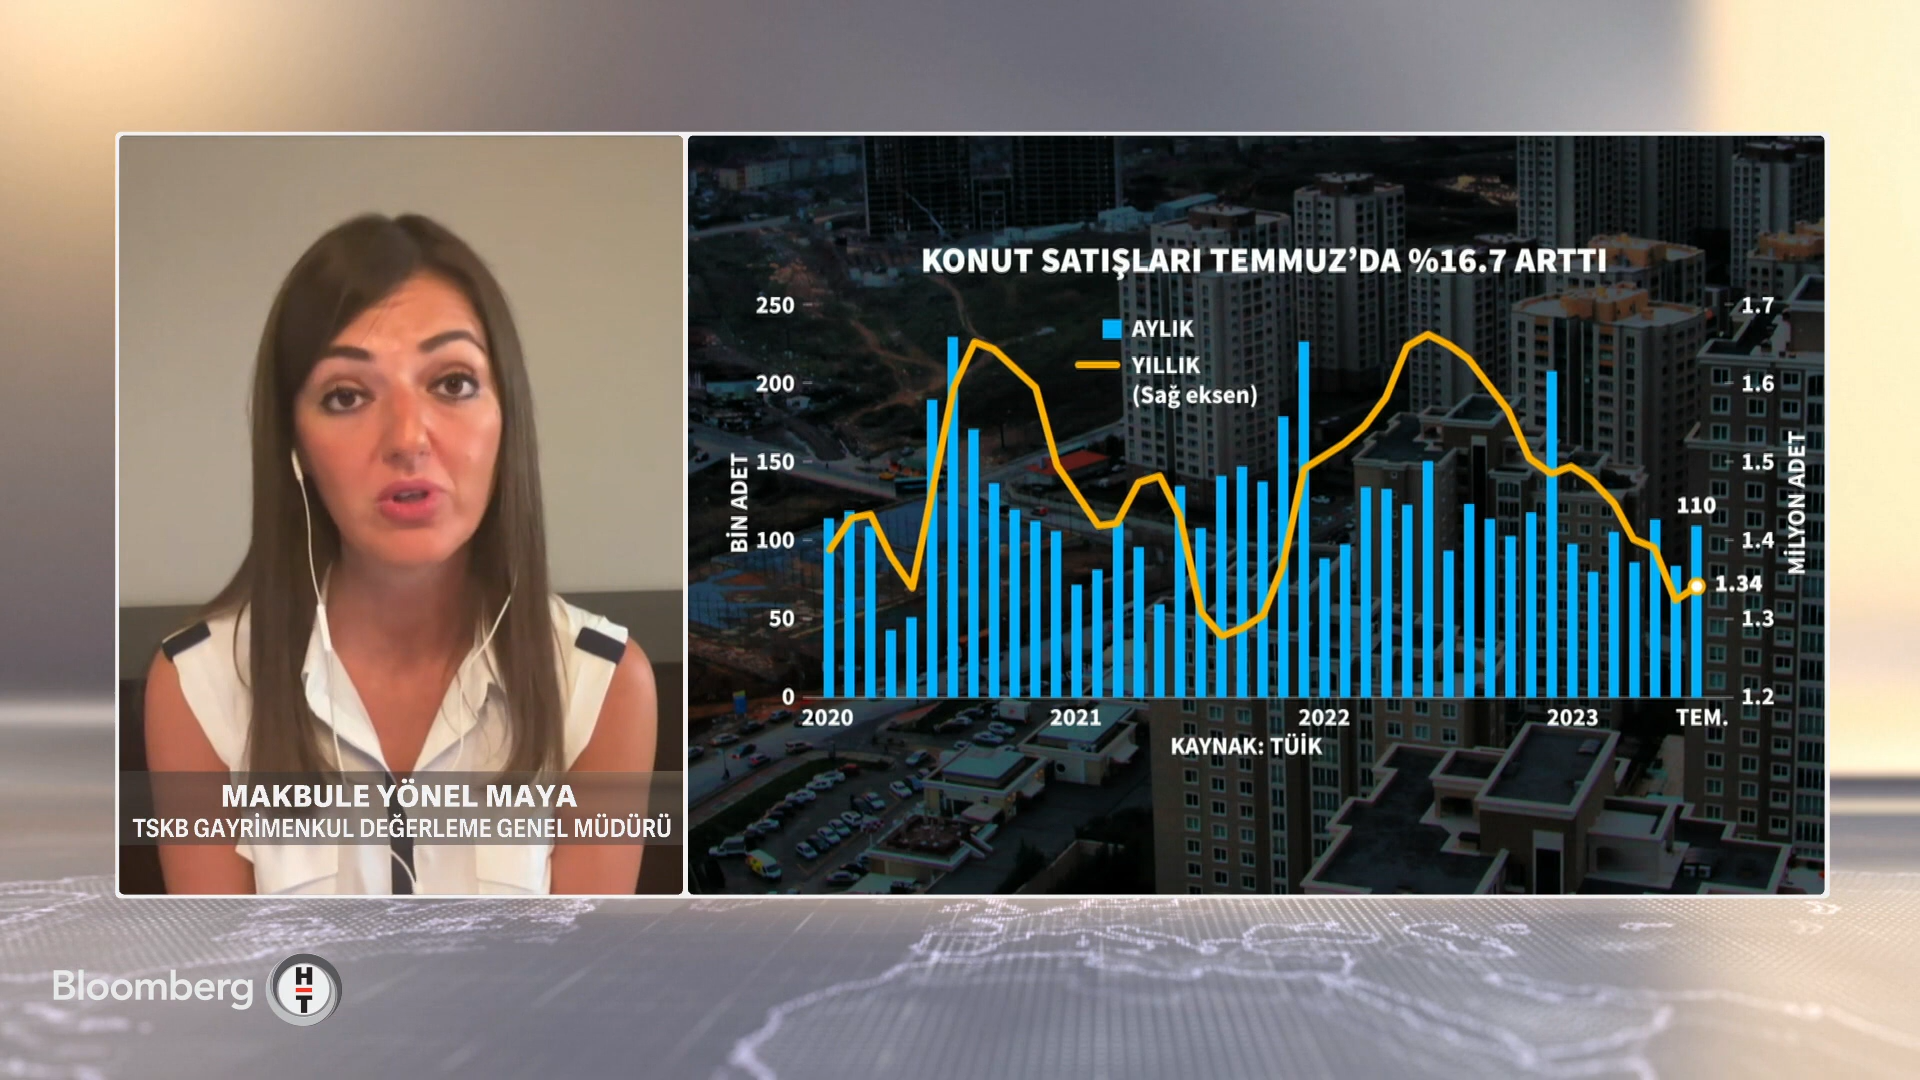 KONUT SATIŞLARI TEMMUZ’DA %16.7 ARTTI
250
200
150
100
50
0
BİN ADET
AYLIK
YILLIK
(Sağ eksen)
1.7
1.6
1.5
1.4
1.3
1.2
MİLYON ADET
110
1.34
2020
2021
2022
2023
TEM.
KAYNAK: TÜİK
MAKBULE YÖNEL MAYA
TSKB GAYRİMENKUL DEĞERLEME GENEL MÜDÜRÜ
Bloomberg HT